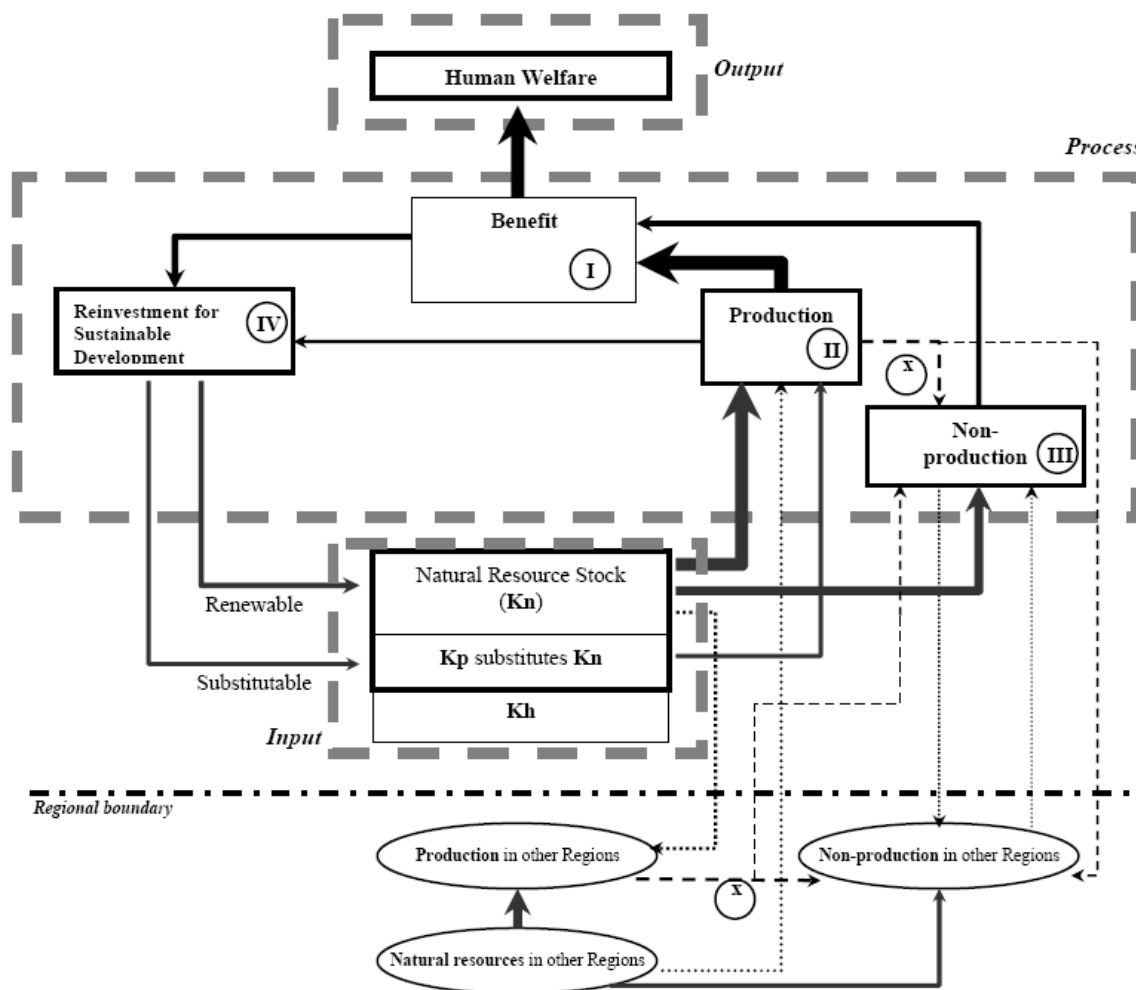 Human Welfare
Output
Process
Benefit
I
Reinvestment for
Sustainable
Development
IV
Production
II
x
Non-
production
III
Natural Resource Stock
(Kn)
Renewable
Kp substitutes Kn
Substitutable
Kh
Input
Regional boundary
Production in other Regions
Non-production in other Regions
x
Natural resources in other Regions